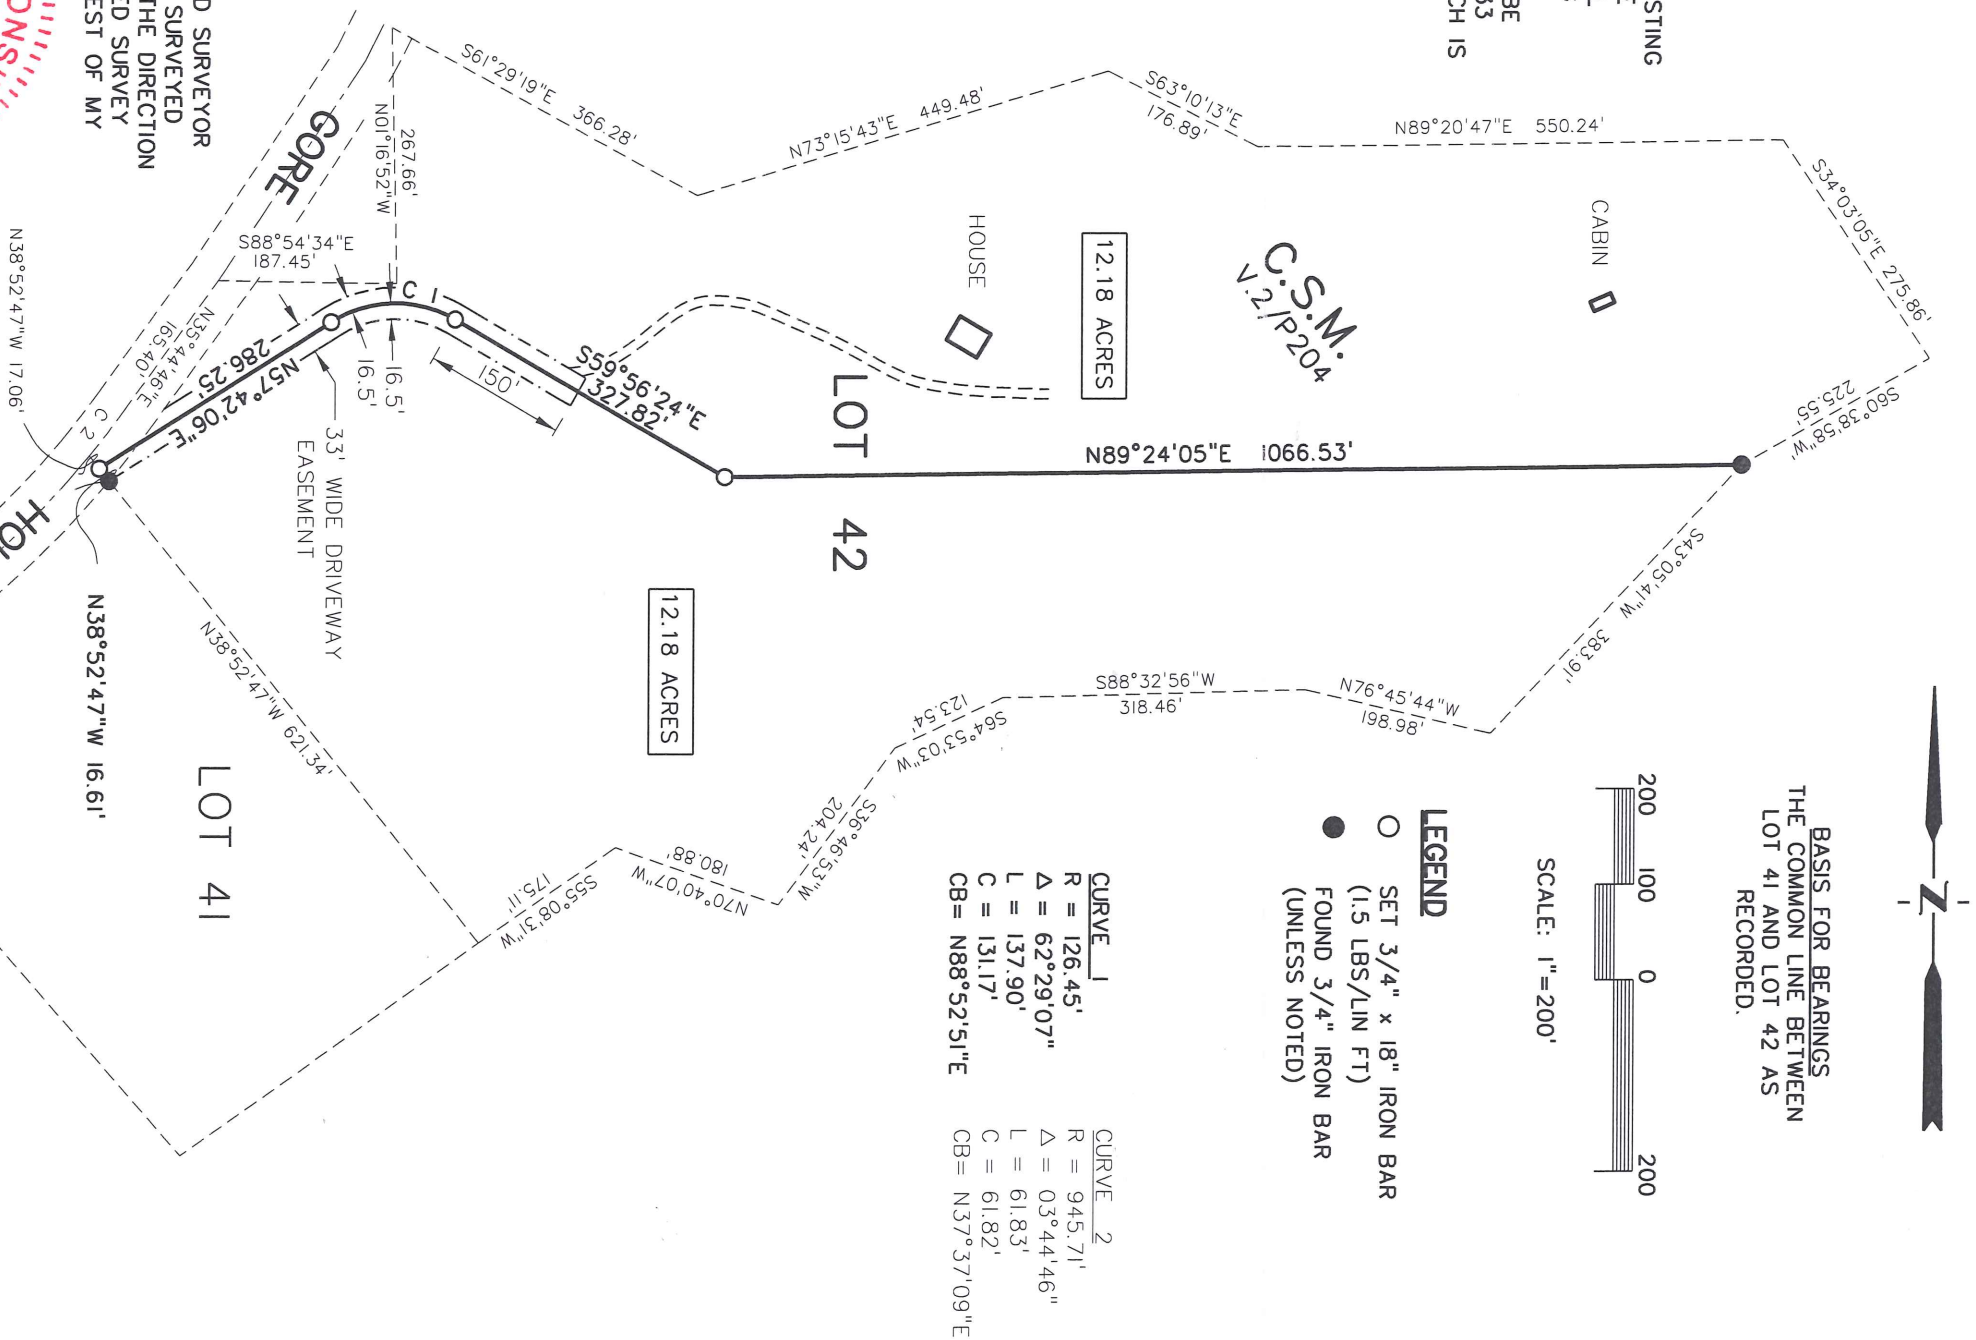 STING
BE
CH IS
D SURVEYOR
SURVEYED
THE DIRECTION
ED SURVEY
EST OF MY
ONS
BASIS FOR BEARINGS
THE COMMON LINE BETWEEN
LOT 41 AND LOT 42 AS
RECORDED.
N
200 100 0 200
SCALE: 1"=200'
LEGEND
SET 3/4" x 18" IRON BAR
(1.5 LBS/LIN FT)
FOUND 3/4" IRON BAR
(UNLESS NOTED)
CURVE 1
R = 126.45'
Δ = 62°29'07"
L = 137.90'
C = 131.17'
CB= N88°52'51"E
CURVE 2
R = 945.71'
Δ = 03°44'46"
L = 61.83'
C = 61.82'
CB= N37°37'09"E
S34°03'05"E 275.86'
S60°38'58"W
225.55'
N89°20'47"E 550.24'
S63°10'13"E
176.89'
N73°15'43"E 449.48'
S61°29'19"E 366.28'
267.66'
N01°16'52"W
S88°54'34"E
187.45'
N35°44'46"E
165.40'
C 2
N38°52'47"W 17.06'
CABIN
C.S.M.
V.2/P204
12.18 ACRES
HOUSE
LOT 42
N89°24'05"E 1066.53'
S59°56'24"E
327.82'
150'
C 1
16.5'
16.5'
N57°42'06"E
286.25'
33' WIDE DRIVEWAY
EASEMENT
GORE
HO
12.18 ACRES
S43°05'41"W 383.91'
N76°45'44"W
198.98'
S88°32'56"W
318.46'
S64°53'03"W
123.54'
S36°46'53"W
204.24'
N70°40'07"W
180.88'
S55°08'31"W
175.11'
N38°52'47"W 621.34'
N38°52'47"W 16.61'
LOT 41